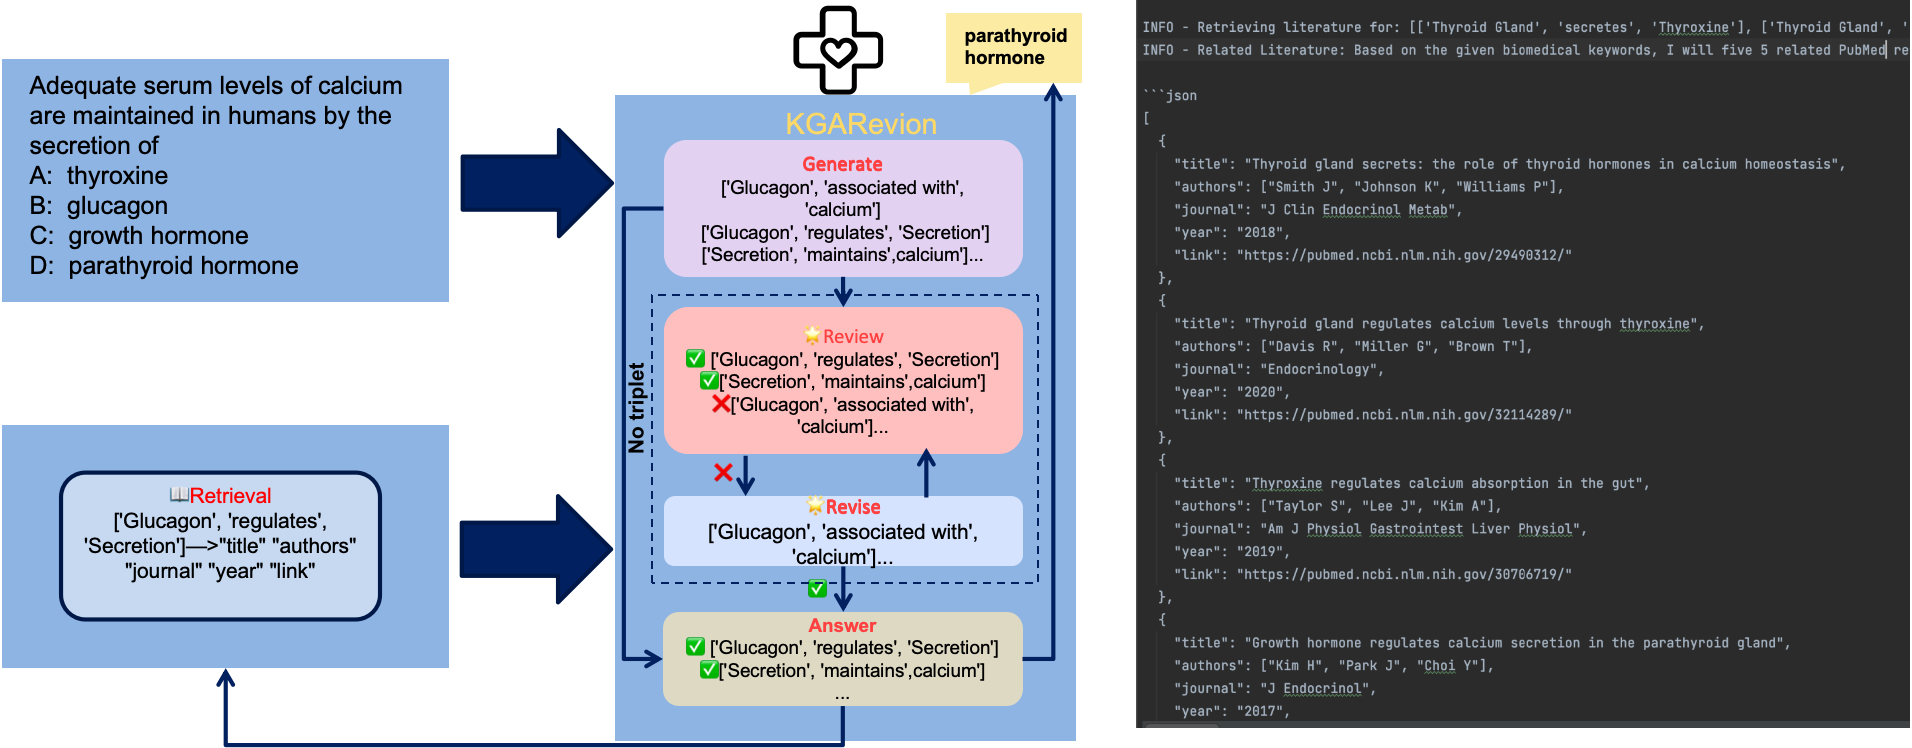 Adequate serum levels of calcium
are maintained in humans by the
secretion of
A:  thyroxine
B:  glucagon
C:  growth hormone
D:  parathyroid hormone
📖Retrieval
['Glucagon', 'regulates',
'Secretion']—>"title" "authors"
"journal" "year" "link"
parathyroid
hormone
KGARevion
Generate
['Glucagon', 'associated with',
'calcium']
['Glucagon', 'regulates', 'Secretion']
['Secretion', 'maintains',calcium']...
No triplet
🌟Review
✅ ['Glucagon', 'regulates', 'Secretion']
✅['Secretion', 'maintains',calcium']
❌['Glucagon', 'associated with',
'calcium']...
❌
🌟Revise
['Glucagon', 'associated with',
'calcium']...
✅
Answer
✅ ['Glucagon', 'regulates', 'Secretion']
✅['Secretion', 'maintains',calcium']
...
INFO - Retrieving literature for: [['Thyroid Gland', 'secretes', 'Thyroxine'], ['Thyroid Gland', '
INFO - Related Literature: Based on the given biomedical keywords, I will five 5 related PubMed re
```json
[
{
"title": "Thyroid gland secrets: the role of thyroid hormones in calcium homeostasis",
"authors": ["Smith J", "Johnson K", "Williams P"],
"journal": "J Clin Endocrinol Metab",
"year": "2018",
"link": "https://pubmed.ncbi.nlm.nih.gov/29490312/"
},
{
"title": "Thyroid gland regulates calcium levels through thyroxine",
"authors": ["Davis R", "Miller G", "Brown T"],
"journal": "Endocrinology",
"year": "2020",
"link": "https://pubmed.ncbi.nlm.nih.gov/32114289/"
},
{
"title": "Thyroxine regulates calcium absorption in the gut",
"authors": ["Taylor S", "Lee J", "Kim A"],
"journal": "Am J Physiol Gastrointest Liver Physiol",
"year": "2019",
"link": "https://pubmed.ncbi.nlm.nih.gov/30706719/"
},
{
"title": "Growth hormone regulates calcium secretion in the parathyroid gland",
"authors": ["Kim H", "Park J", "Choi Y"],
"journal": "J Endocrinol",
"year": "2017",